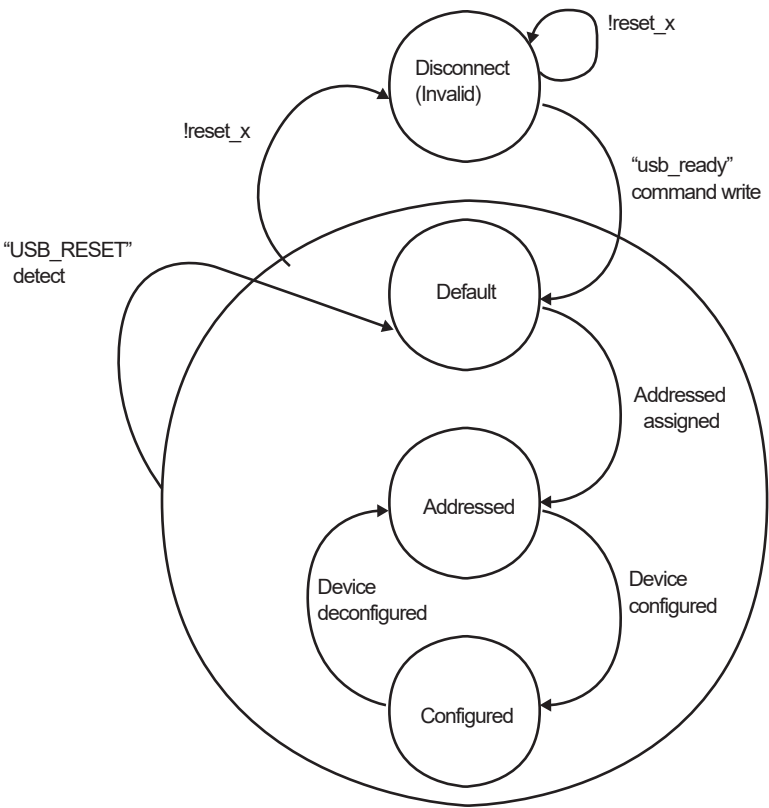 !reset_x
Disconnect
(Invalid)
!reset_x
“usb_ready”
command write
“USB_RESET”
detect
Default
Addressed
assigned
Addressed
Device
configured
Device
deconfigured
Configured